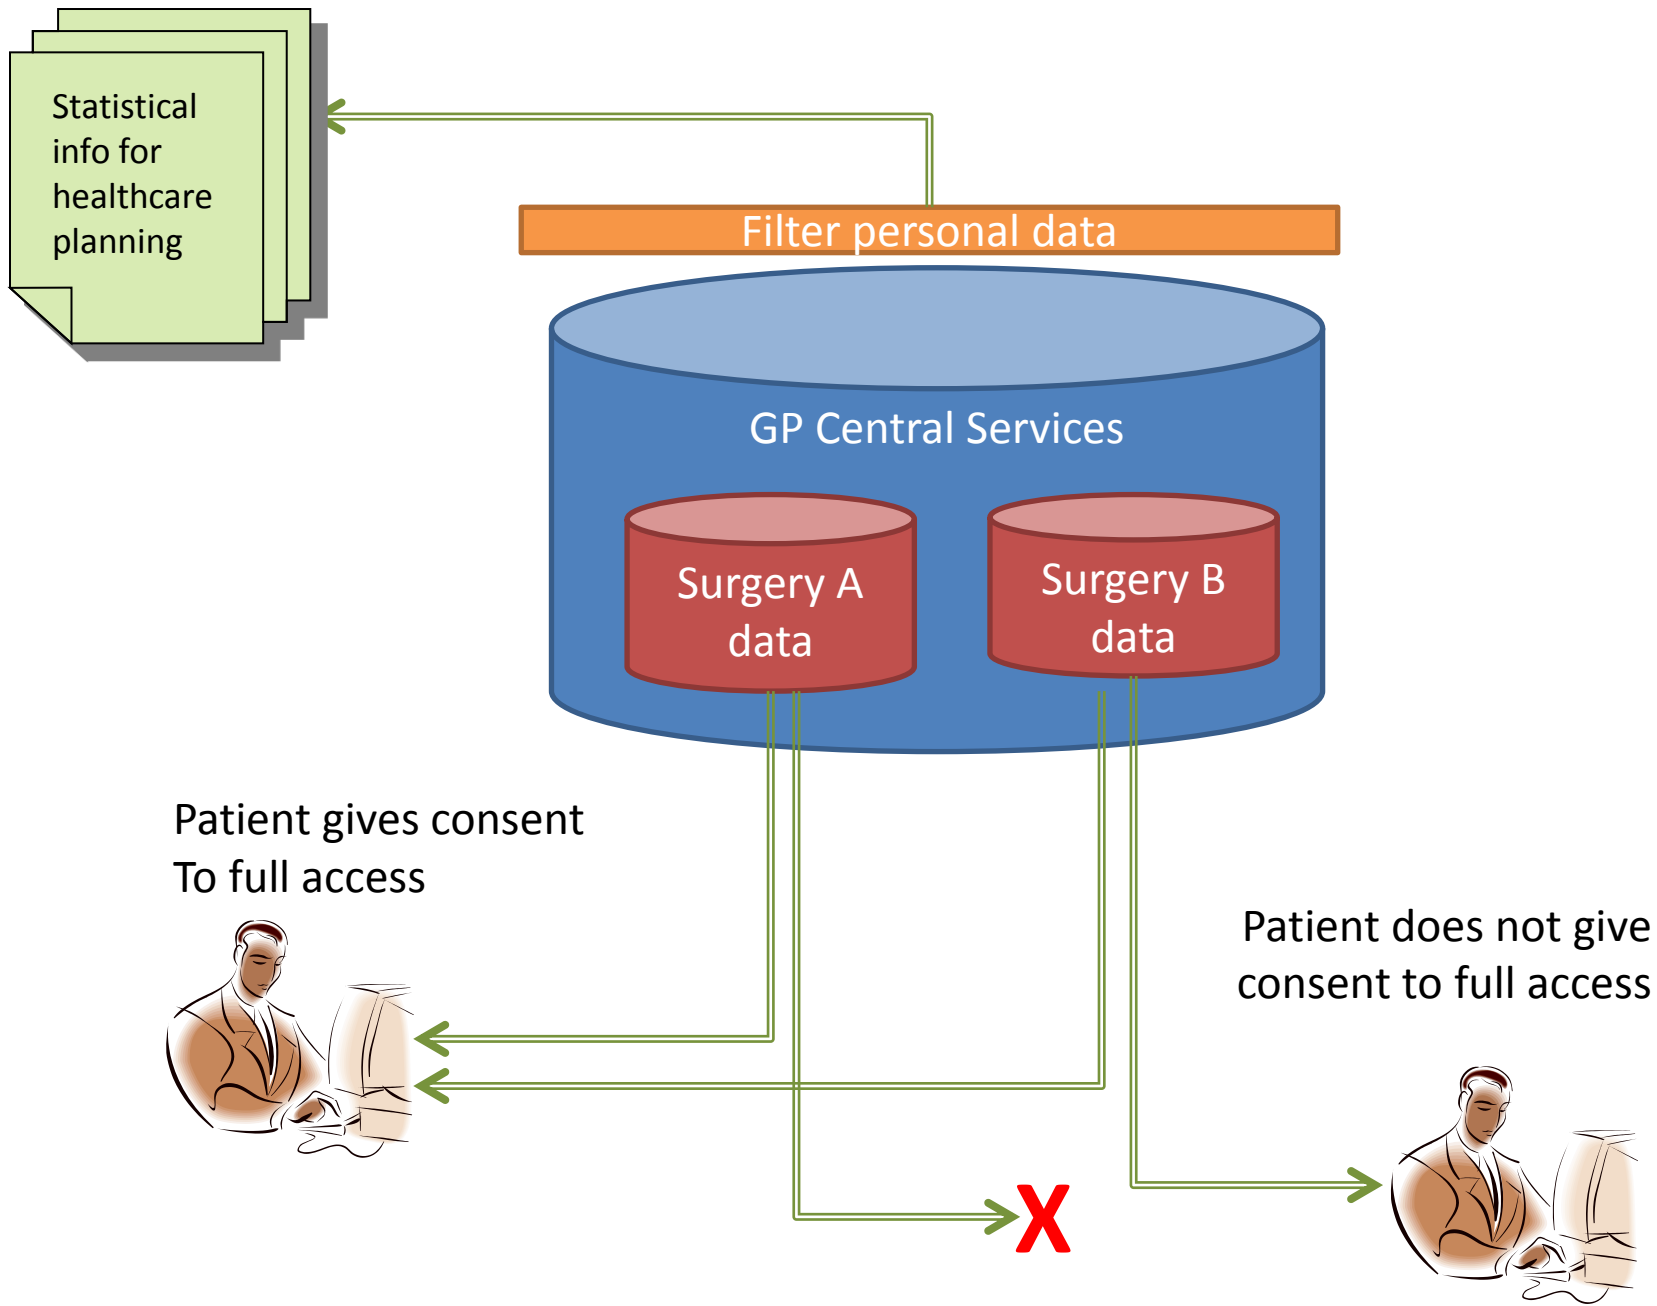 Statistical
info for
healthcare
planning
Filter personal data
GP Central Services
Surgery A
data
Surgery B
data
Patient gives consent
To full access
Patient does not give
consent to full access
X